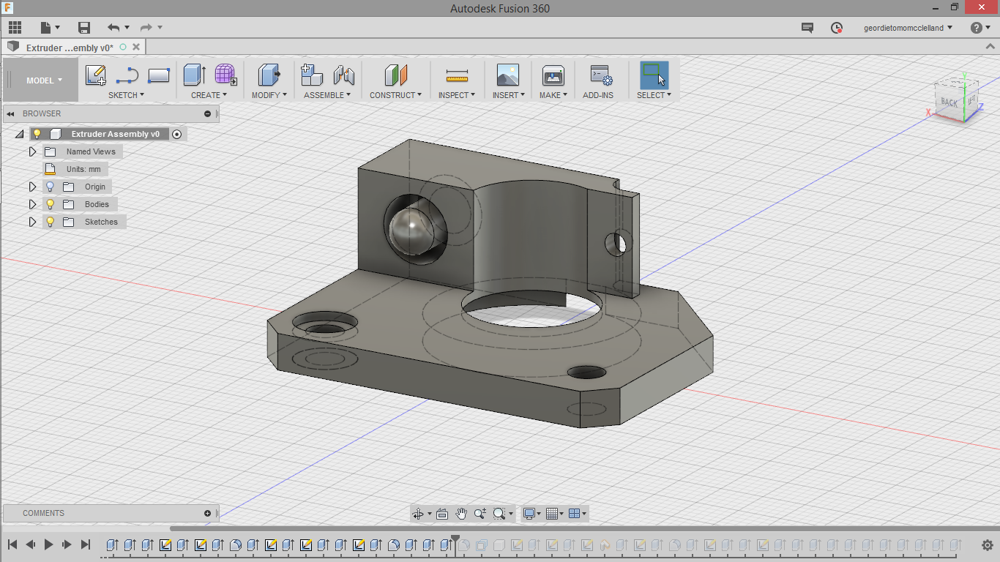 Autodesk Fusion 360
geordietomomcclelland
Extruder ...embly v0*
MODEL
SKETCH
CREATE
MODIFY
ASSEMBLE
CONSTRUCT
INSPECT
INSERT
MAKE
ADD-INS
SELECT
BROWSER
Extruder Assembly v0
Named Views
Units: mm
Origin
Bodies
Sketches
Y
X
Z
BACK
LEFT
COMMENTS